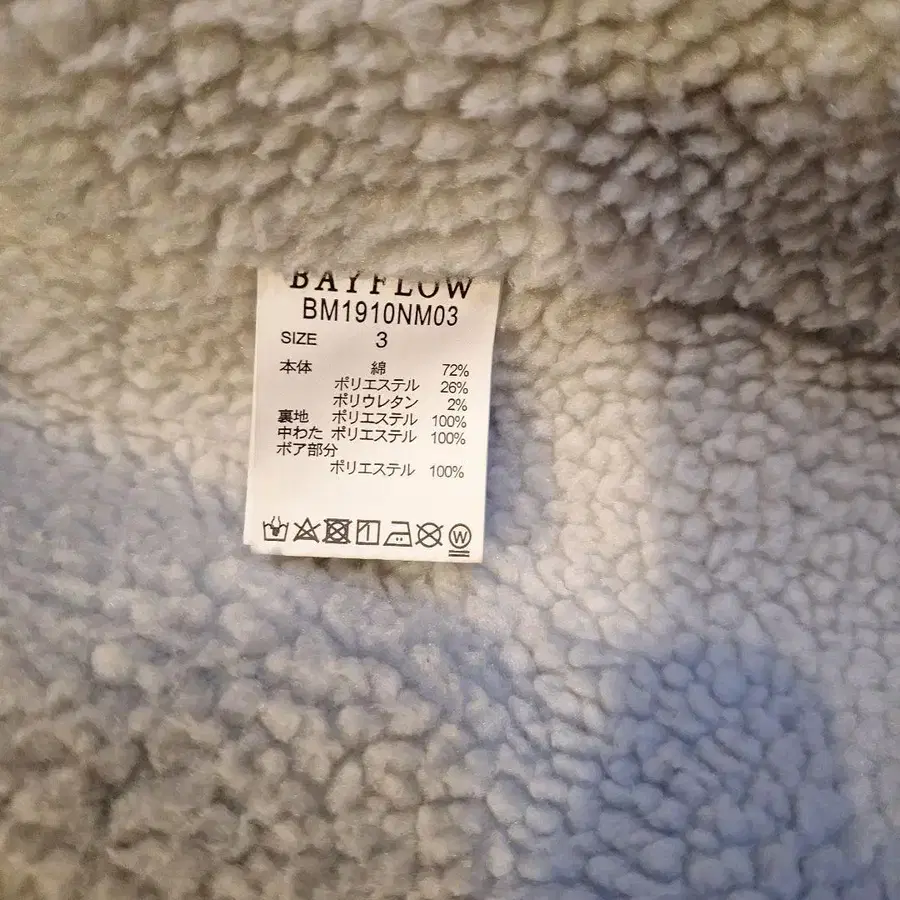 BAYFLOW
BM1910NM03
SIZE 3
本体 綿 72%
ポリエステル 26%
ポリウレタン 2%
裏地 ポリエステル 100%
中わた ポリエステル 100%
ボア部分
ポリエステル 100%
W